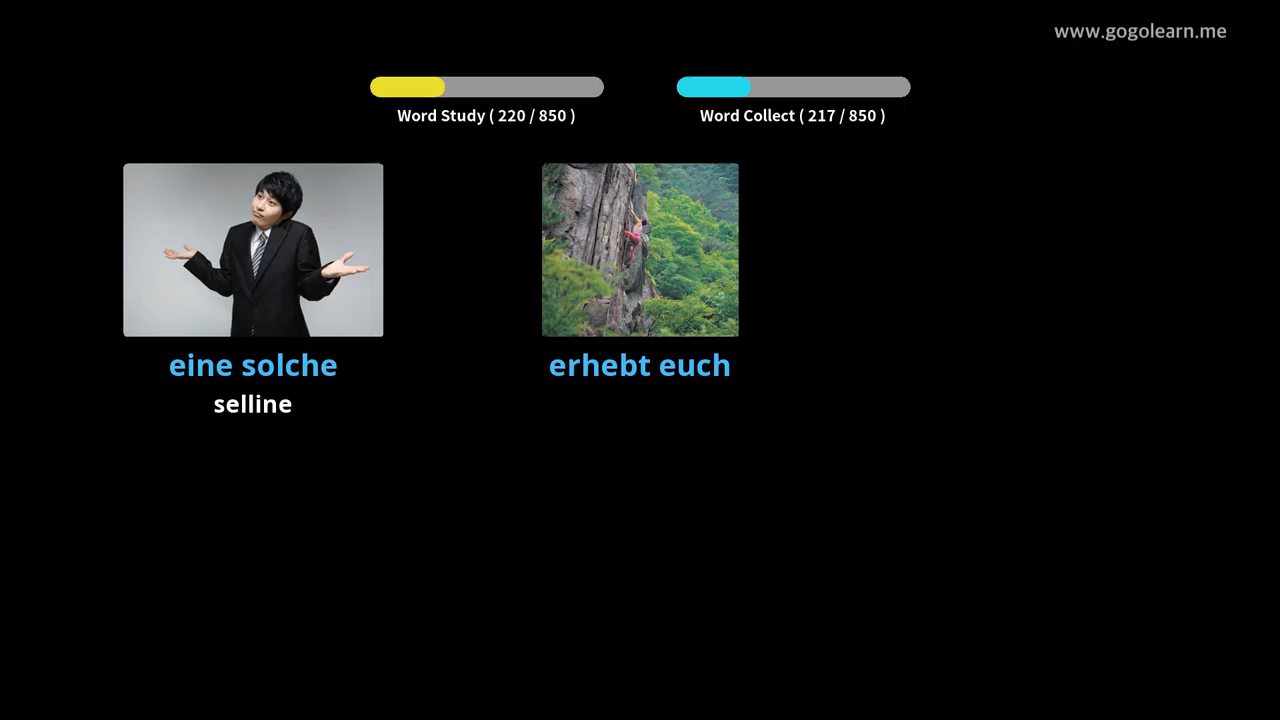 www.gogolearn.me
Word Study ( 220 / 850 )
Word Collect ( 217 / 850 )
eine solche
selline
erhebt euch